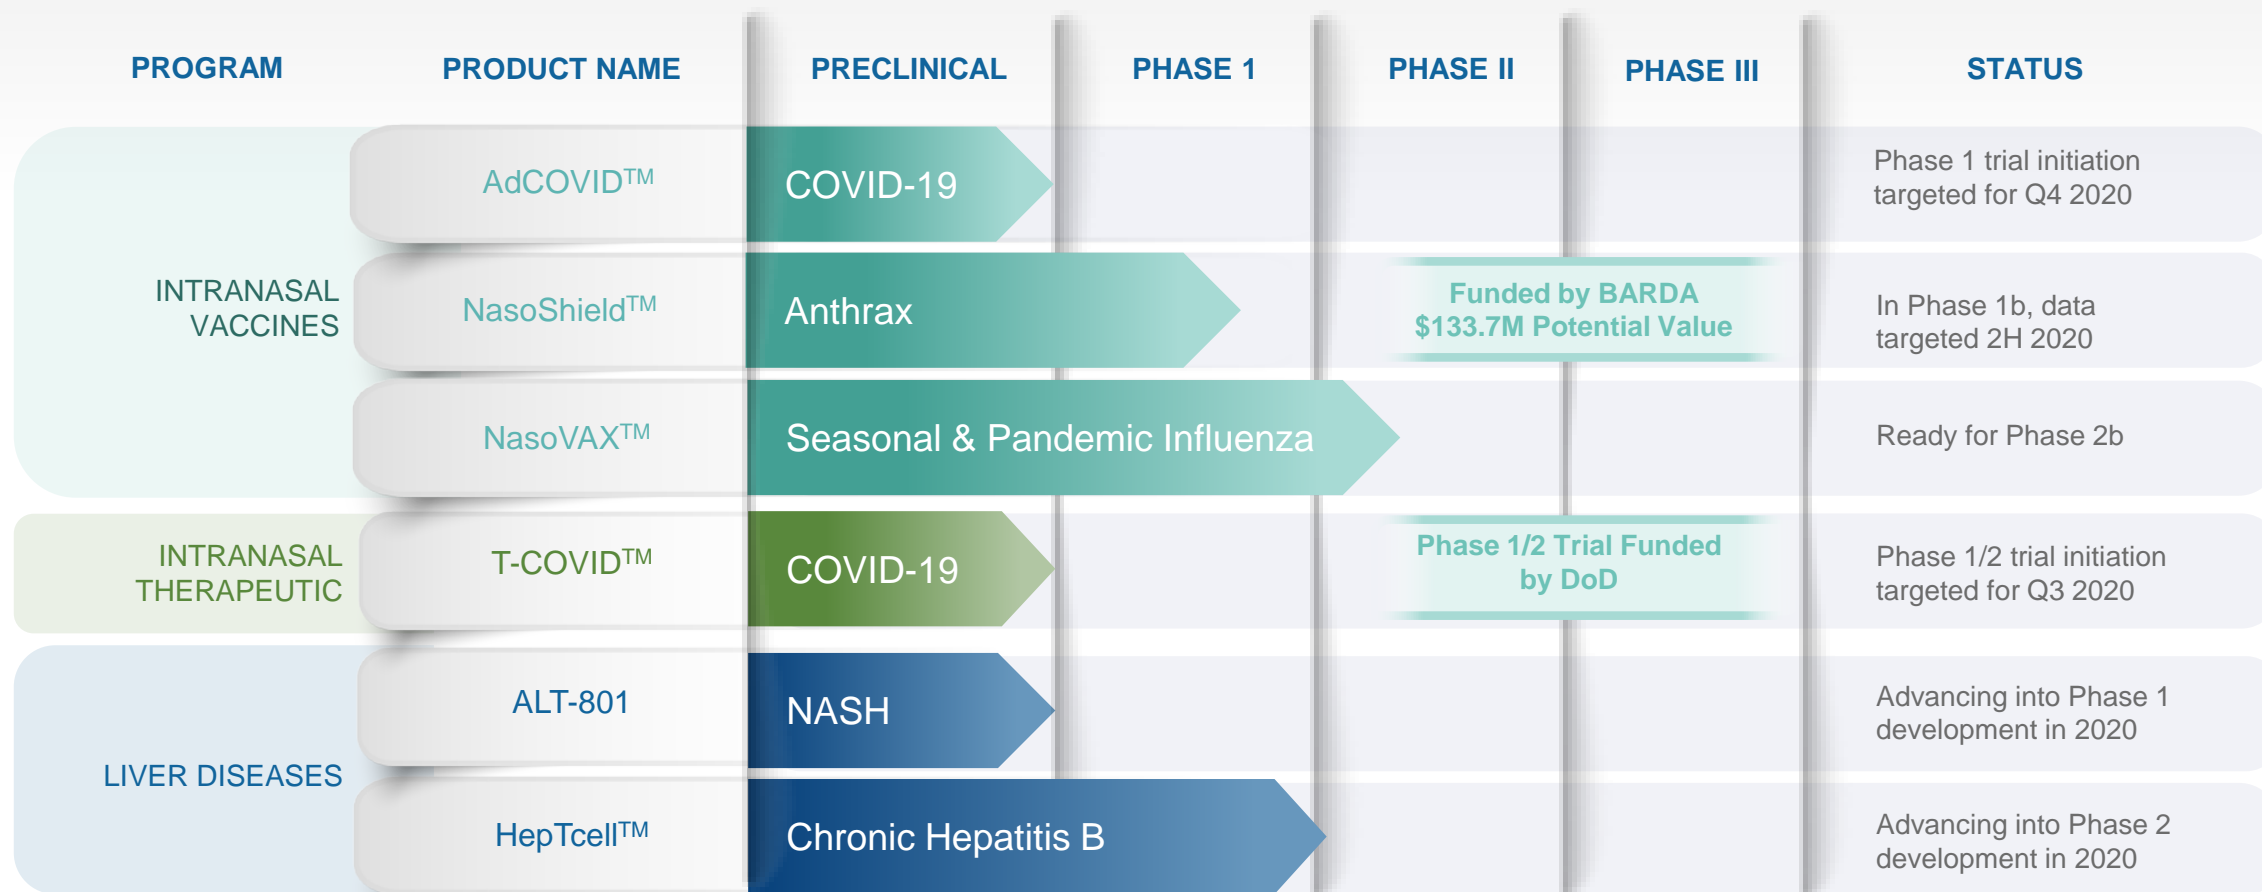 PROGRAM
PRODUCT NAME
PRECLINICAL
PHASE 1
PHASE II
PHASE III
STATUS
INTRANASAL
VACCINES
AdCOVID™
COVID-19
Phase 1 trial initiation
targeted for Q4 2020
NasoShield™
Anthrax
Funded by BARDA
$133.7M Potential Value
In Phase 1b, data
targeted 2H 2020
NasoVAX™
Seasonal & Pandemic Influenza
Ready for Phase 2b
INTRANASAL
THERAPEUTIC
T-COVID™
COVID-19
Phase 1/2 Trial Funded
by DoD
Phase 1/2 trial initiation
targeted for Q3 2020
LIVER DISEASES
ALT-801
NASH
Advancing into Phase 1
development in 2020
HepTcell™
Chronic Hepatitis B
Advancing into Phase 2
development in 2020